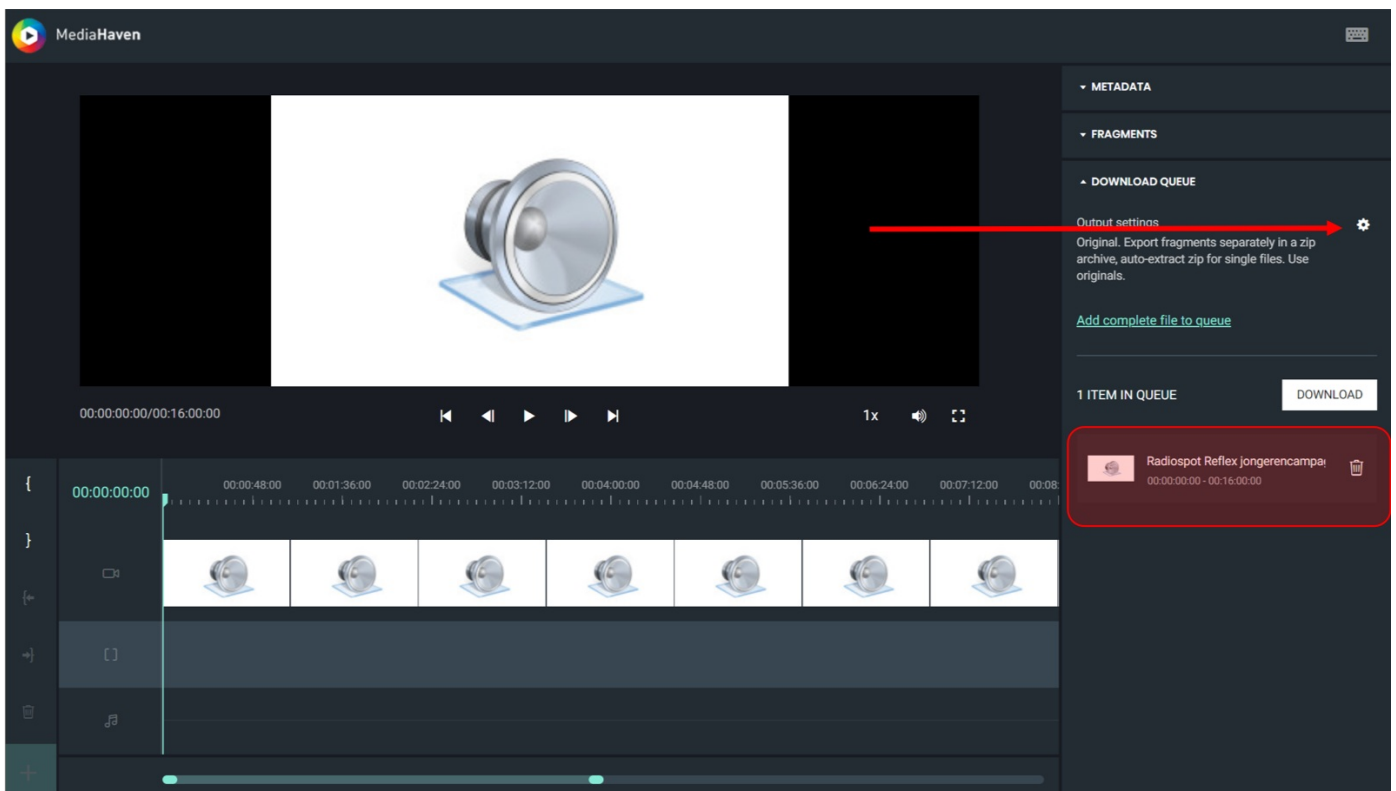 MediaHaven
METADATA
FRAGMENTS
DOWNLOAD QUEUE
Output settings
Original. Export fragments separately in a zip
archive, auto-extract zip for single files. Use
originals.
Add complete file to queue
1 ITEM IN QUEUE
DOWNLOAD
Radiospot Reflex jongerencampa
00:00:00:00 - 00:16:00:00
00:00:00:00/00:16:00:00
1x
{
}
00:00:00:00
00:00:48:00 00:01:36:00 00:02:24:00 00:03:12:00 00:04:00:00 00:04:48:00 00:05:36:00 00:06:24:00 00:07:12:00 00:08: